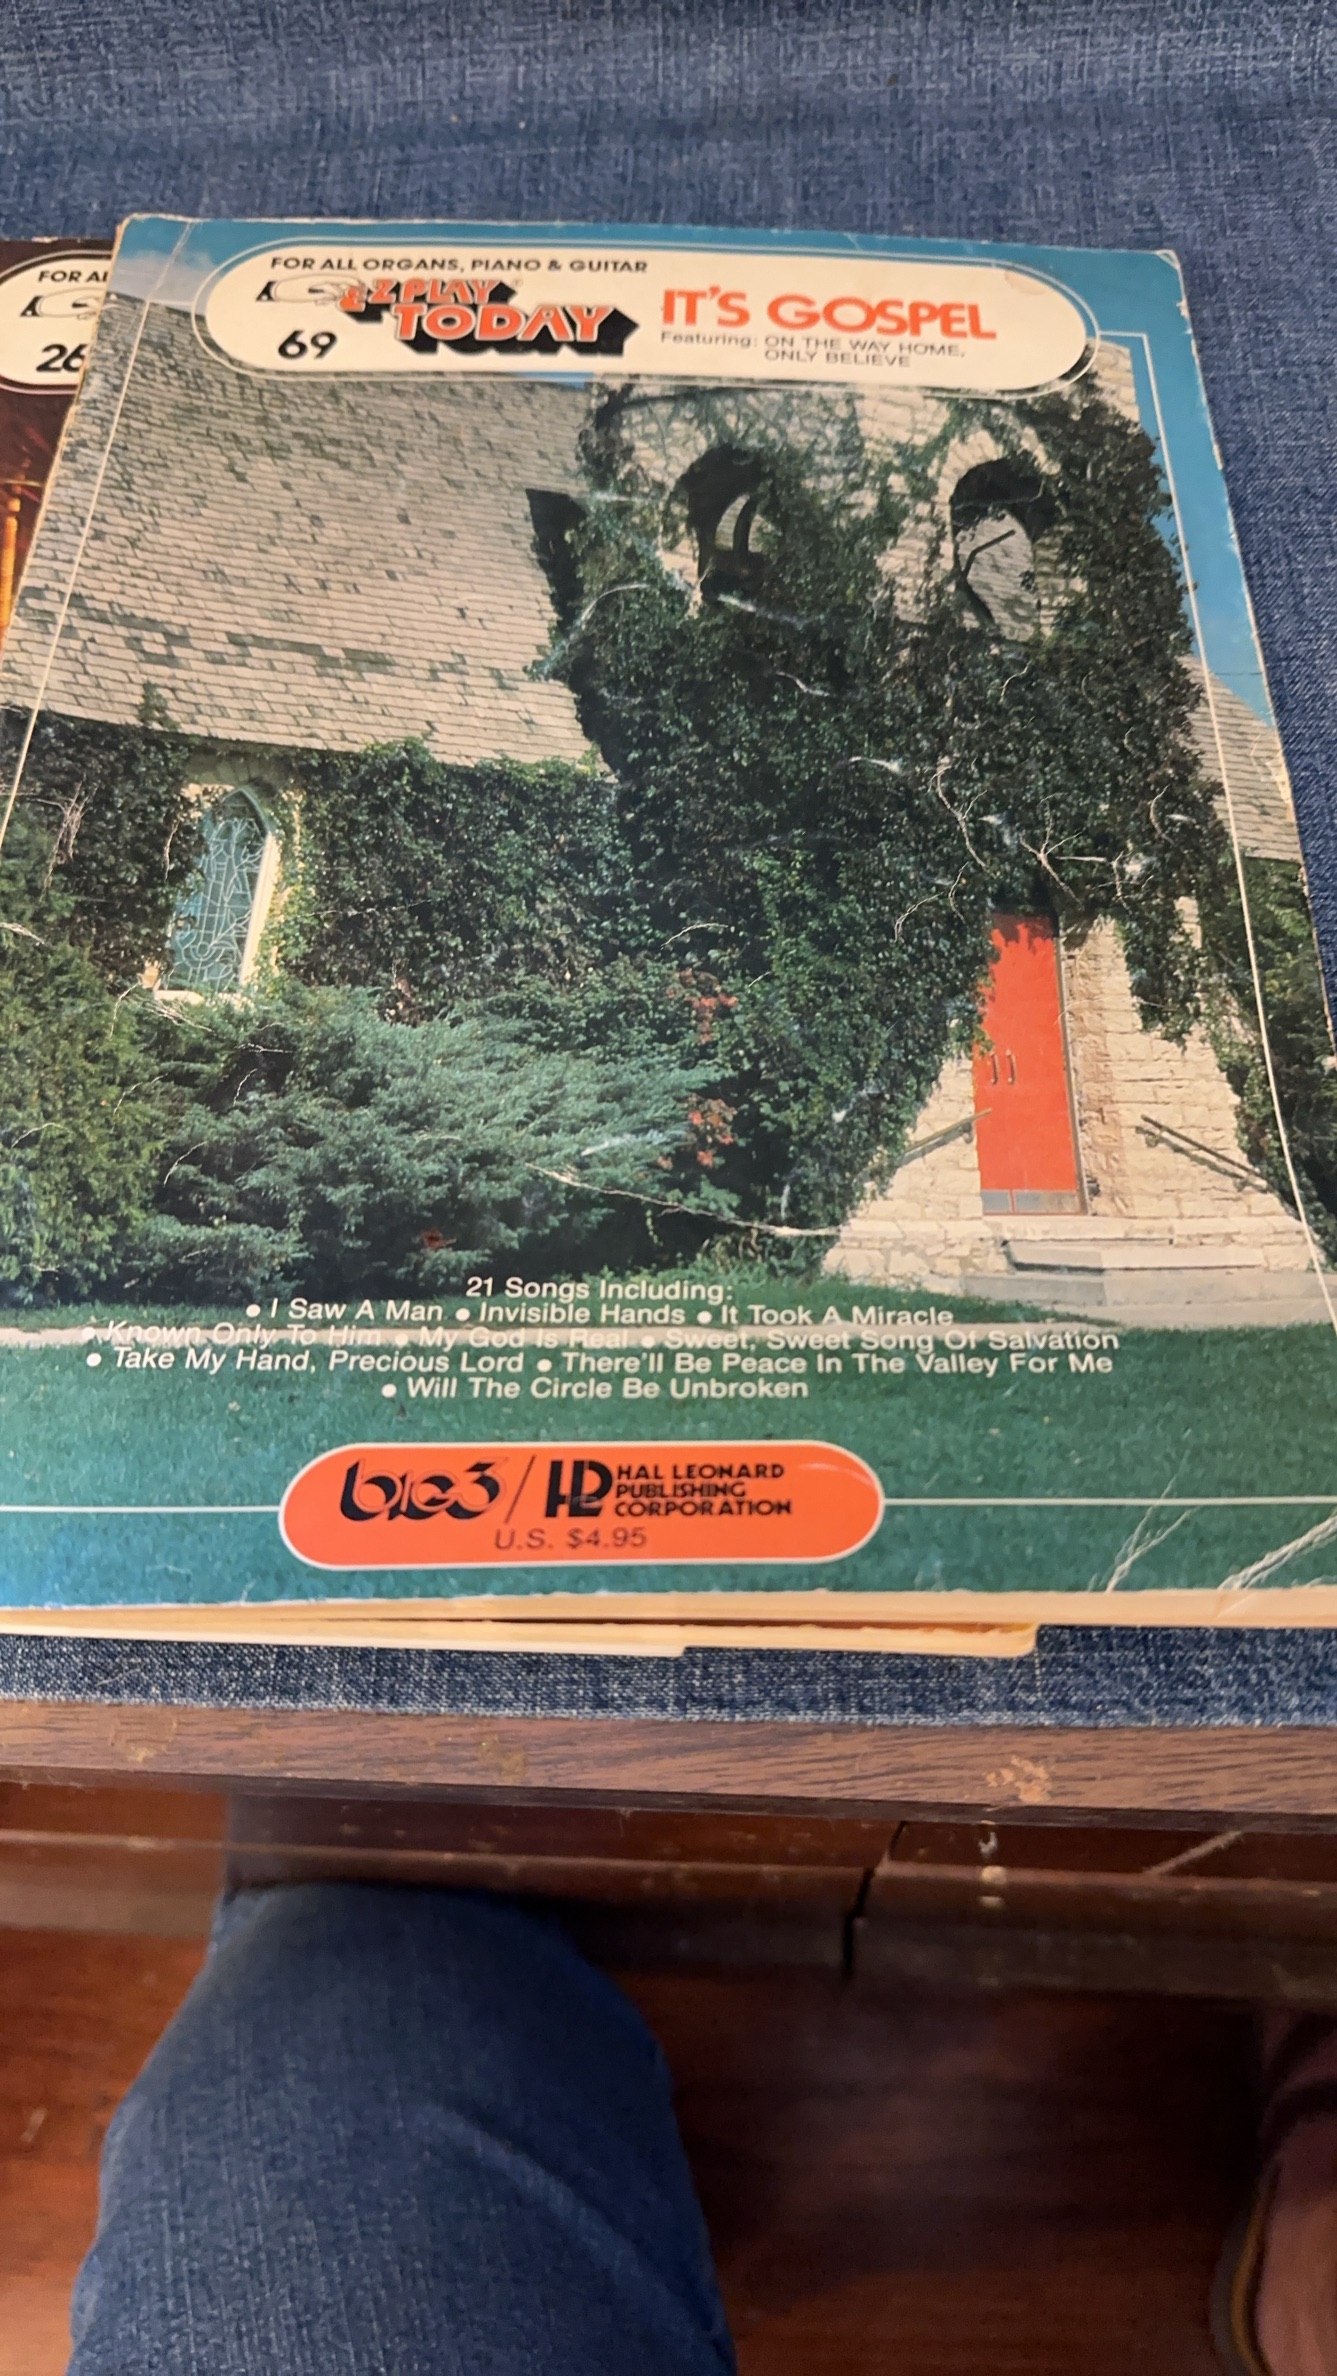 FOR AL
26
FOR ALL ORGANS, PIANO & GUITAR
E-Z PLAY
TODAY
69
IT'S GOSPEL
Featuring: ON THE WAY HOME,
ONLY BELIEVE
21 Songs Including:
• I Saw A Man • Invisible Hands • It Took A Miracle
• Known Only To Him • My God Is Real • Sweet, Sweet Song Of Salvation
• Take My Hand, Precious Lord • There'll Be Peace In The Valley For Me
• Will The Circle Be Unbroken
big3 / HL HAL LEONARD
PUBLISHING
CORPORATION
U.S. $4.95